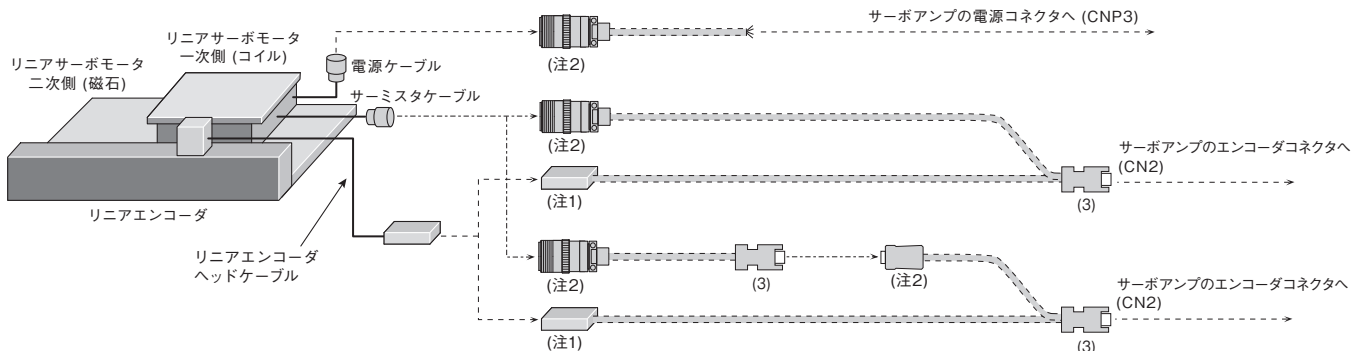 サーボアンプの電源コネクタへ (CNP3)
リニアサーボモータ
一次側 (コイル)
リニアサーボモータ
二次側 (磁石)
電源ケーブル
(注2)
サーミスタケーブル
(注2)
サーボアンプのエンコーダコネクタへ
(CN2)
(注1)
(3)
リニアエンコーダ
リニアエンコーダ
ヘッドケーブル
(注2)
(3)
(注2)
サーボアンプのエンコーダコネクタへ
(CN2)
(注1)
(3)